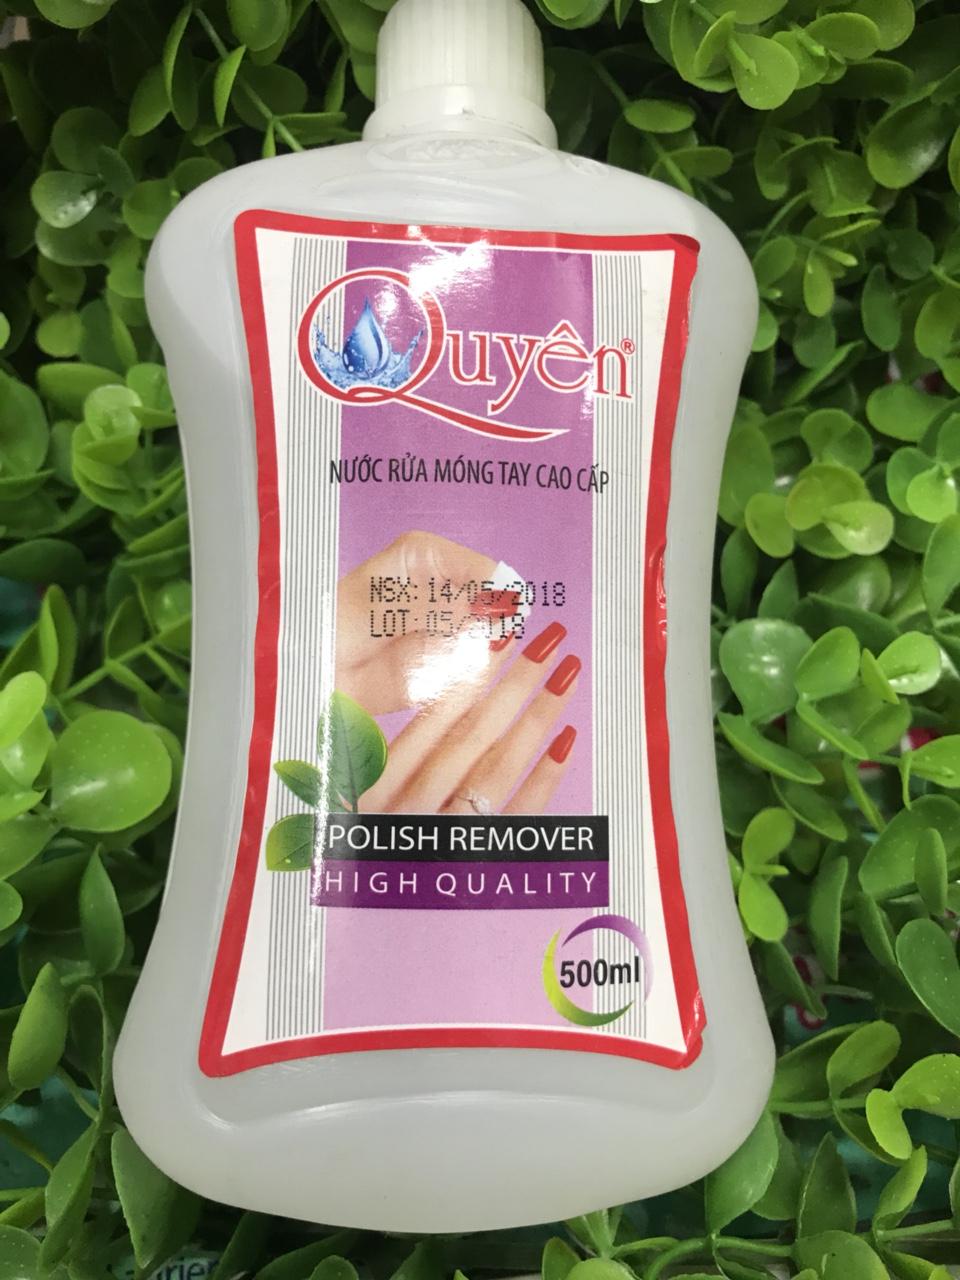 Quyên®
NƯỚC RỬA MÓNG TAY CAO CẤP
NSX: 14/05/2018
LOT: 05/2018
POLISH REMOVER
HIGH QUALITY
500ml